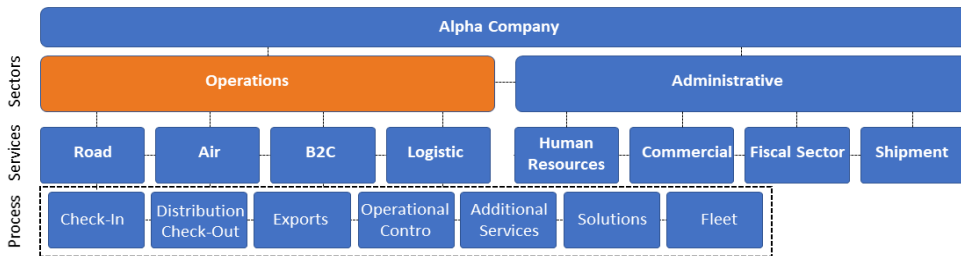 Alpha Company
Sectors
Operations
Administrative
Services
Road
Air
B2C
Logistic
Human
Resources
Commercial
Fiscal Sector
Shipment
Process
Check-In
Distribution
Check-Out
Exports
Operational
Contro
Additional
Services
Solutions
Fleet